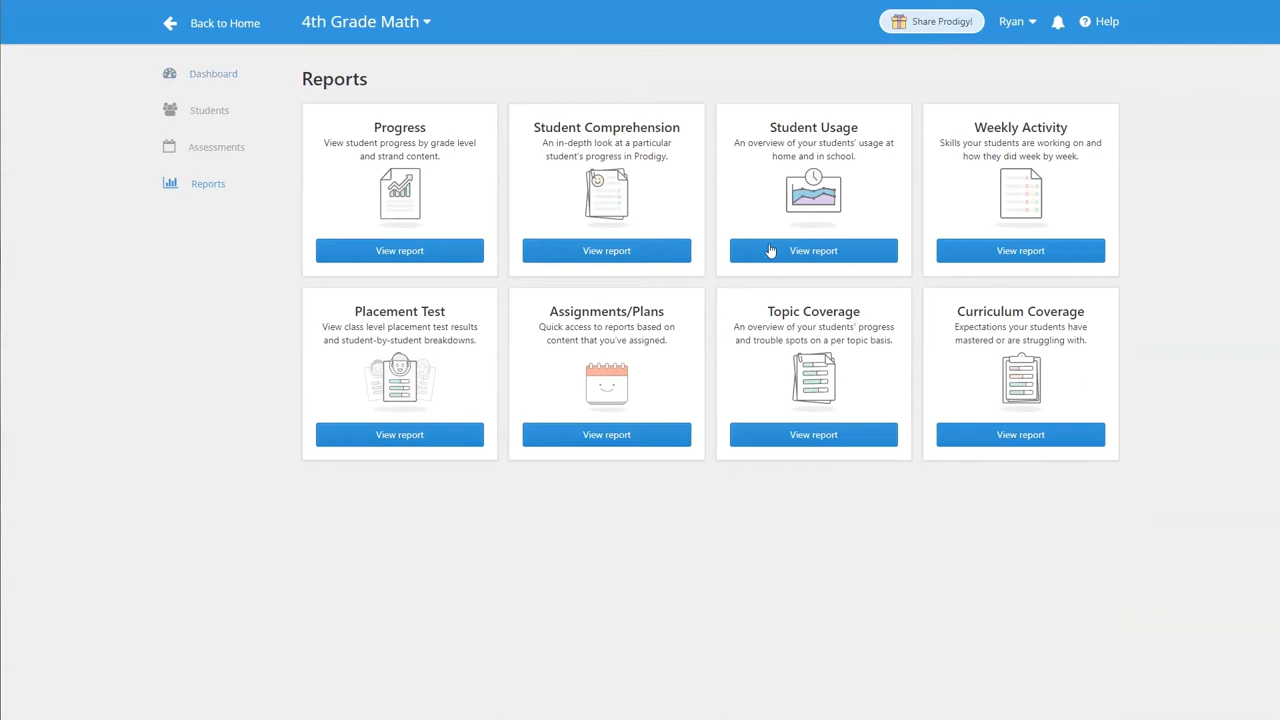 Back to Home
4th Grade Math
Share Prodigy!
Ryan
Help
Dashboard
Students
Assessments
Reports
Reports
Progress
View student progress by grade level
and strand content.
View report
Student Comprehension
An in-depth look at a particular
student's progress in Prodigy.
View report
Student Usage
An overview of your students' usage at
home and in school.
View report
Weekly Activity
Skills your students are working on and
how they did week by week.
View report
Placement Test
View class level placement test results
and student-by-student breakdowns.
View report
Assignments/Plans
Quick access to reports based on
content that you've assigned.
View report
Topic Coverage
An overview of your students' progress
and trouble spots on a per topic basis.
View report
Curriculum Coverage
Expectations your students have
mastered or are struggling with.
View report